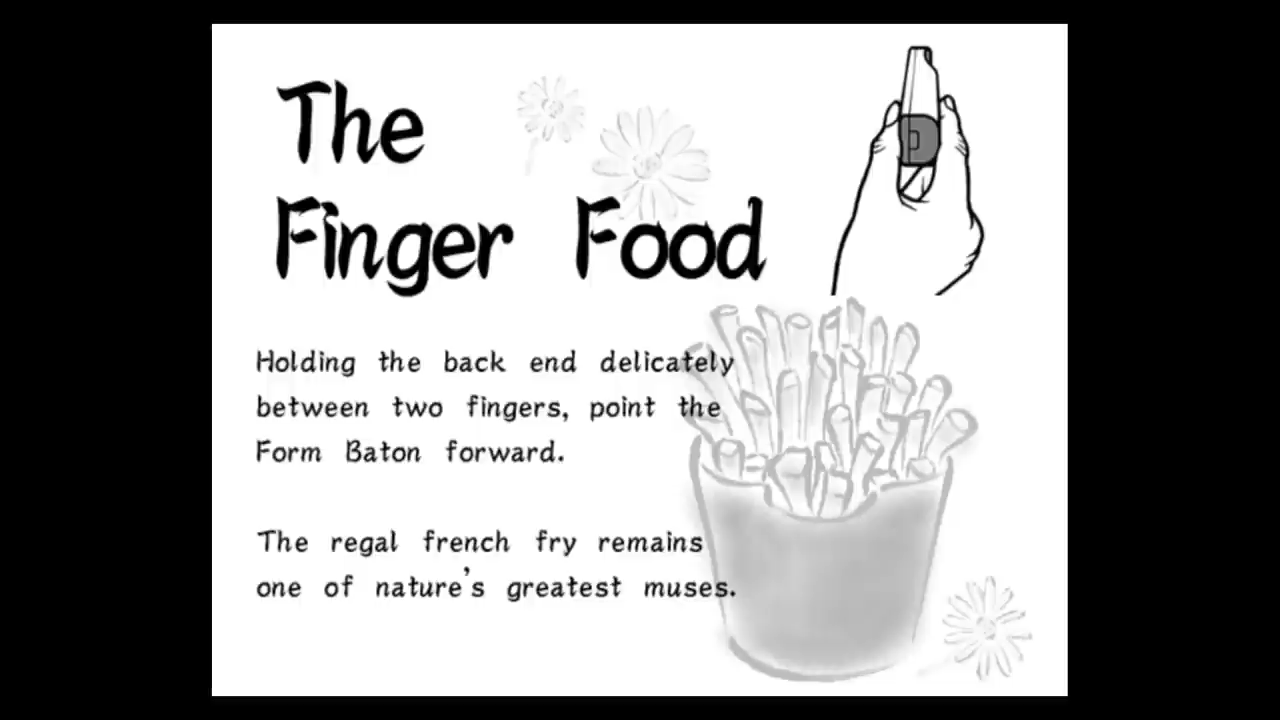 The
Finger Food
Holding the back end delicately
between two fingers, point the
Form Baton forward.
The regal french fry remains
one of nature's greatest muses.